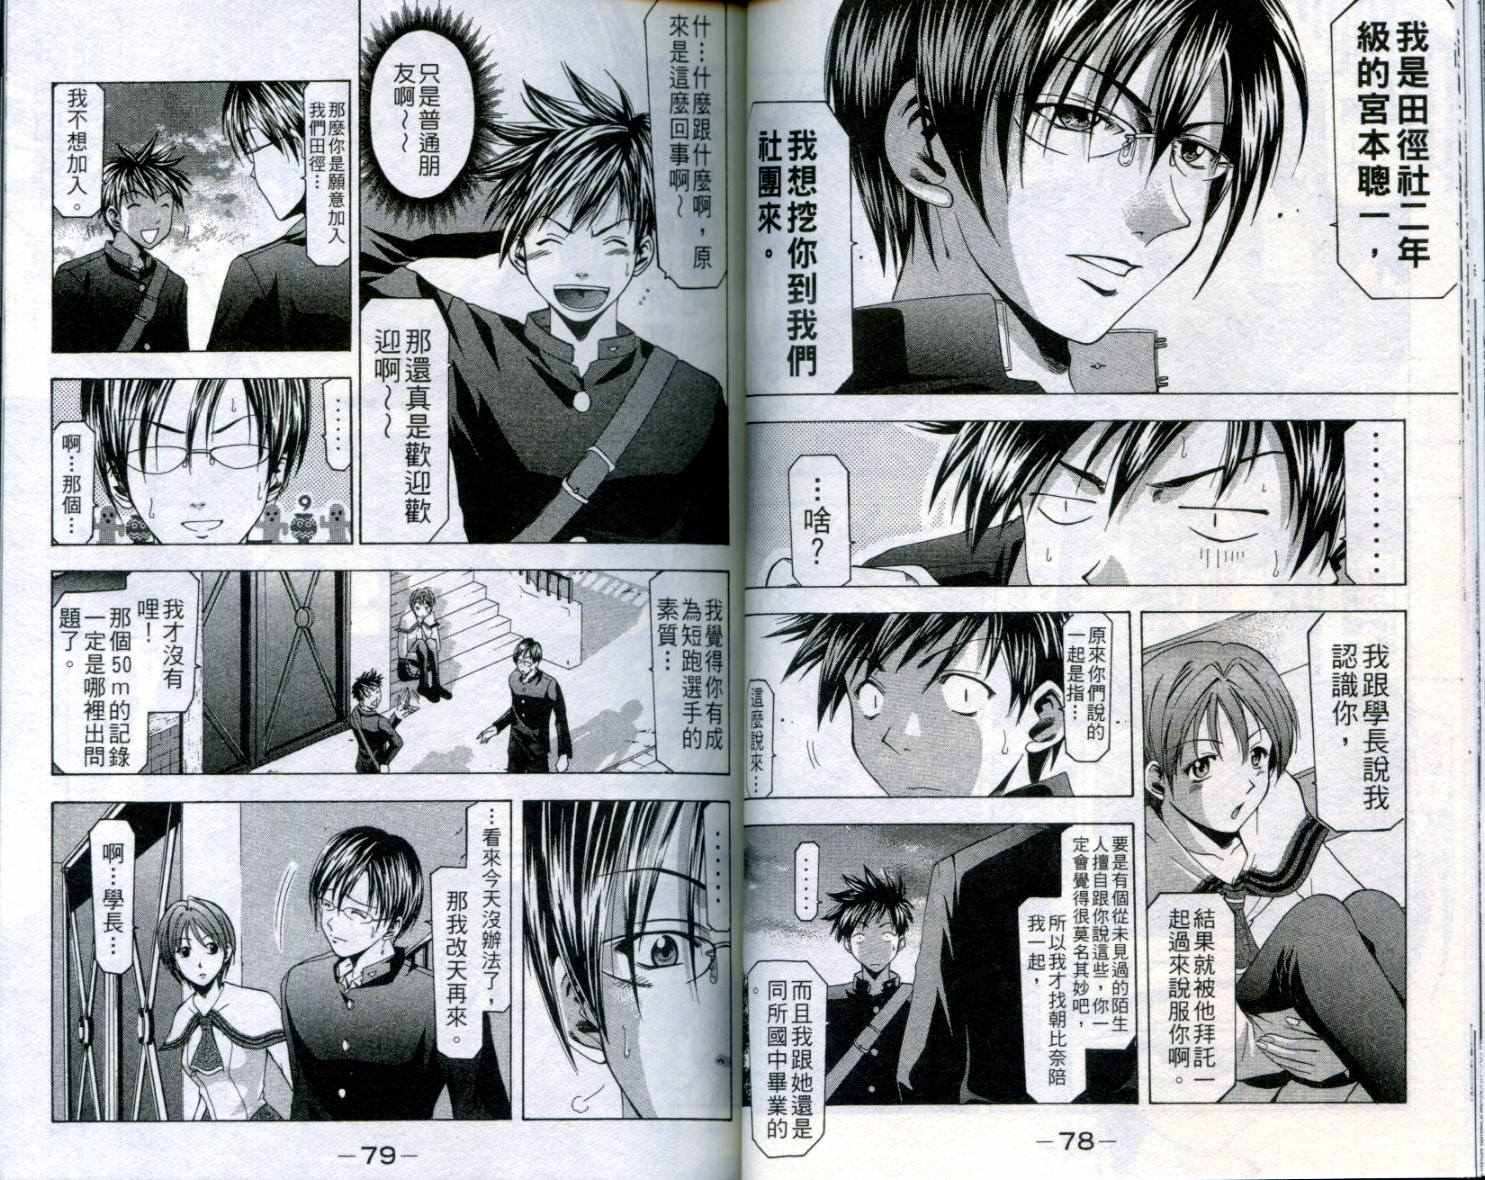 我是田徑社二年
級的宮本聰一，
我想挖你到我們
社團來。
………
…啥？
我跟學長說我
認識你，
結果就被他拜託一
起過來說服你啊。
原來你們說的
一起是指…
這麼說來…
要是有個從未見過的陌生
人擅自跟你說這些，你一
定會覺得很莫名其妙吧，
所以我才找朝比奈陪
我一起，
……
而且我跟她還是
同所國中畢業的
。
－78－
什…什麼跟什麼啊，原
來是這麼回事啊～
只是普通朋
友啊～～
那還真是歡迎歡
迎啊～～
那麼你是願意加入
我們田徑…
我不想加入。
……
啊…那個…
9
我覺得你有成
為短跑選手的
素質…
我才沒有
哩！
那個50m的記錄
一定是哪裡出問
題了。
……
…看來今天沒辦法了，
那我改天再來。
啊…學長…
－79－